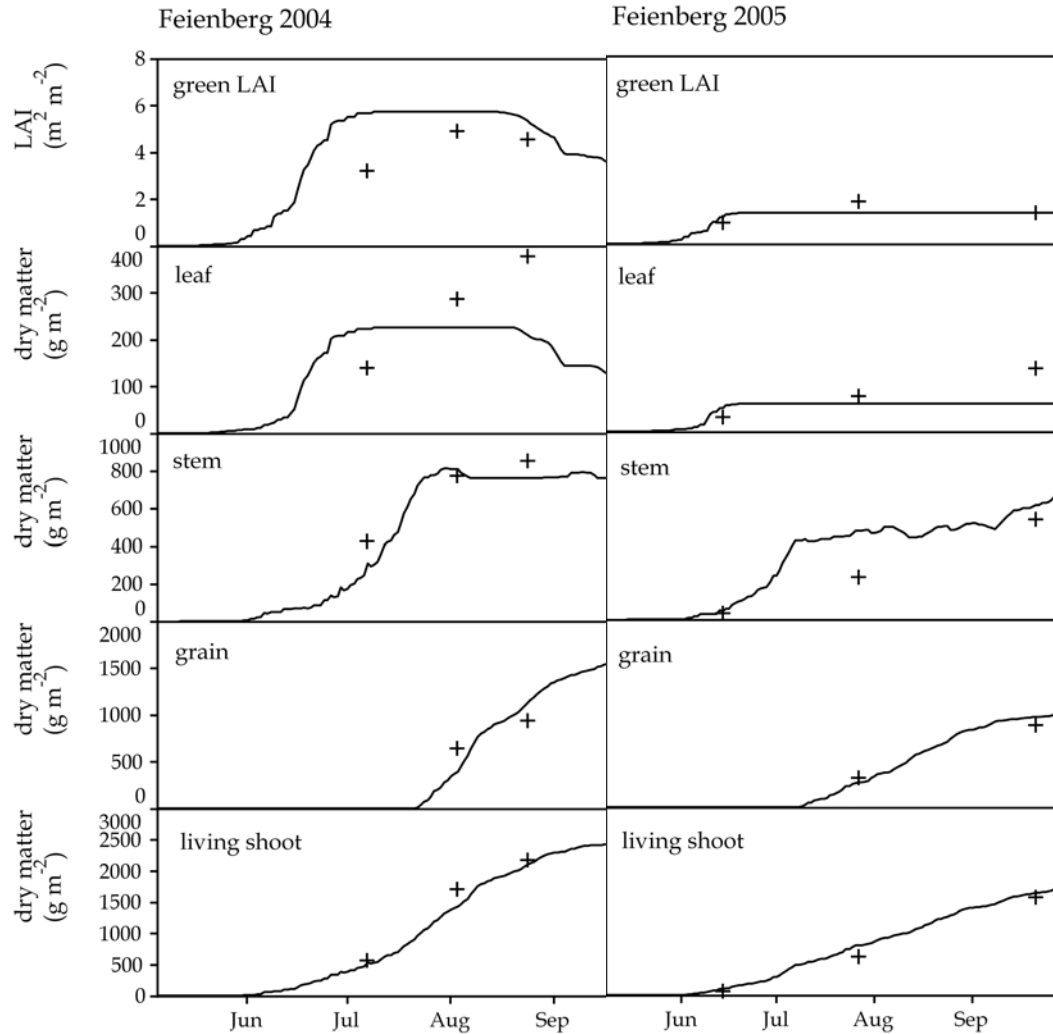 Feienberg 2004
Feienberg 2005
LAI
(m² m⁻²)
8
6
4
2
0
green LAI
green LAI
dry matter
(g m⁻²)
400
300
200
100
0
leaf
leaf
dry matter
(g m⁻²)
1000
800
600
400
200
0
stem
stem
dry matter
(g m⁻²)
2000
1500
1000
500
0
grain
grain
dry matter
(g m⁻²)
3000
2500
2000
1500
1000
500
0
living shoot
living shoot
Jun Jul Aug Sep
Jun Jul Aug Sep